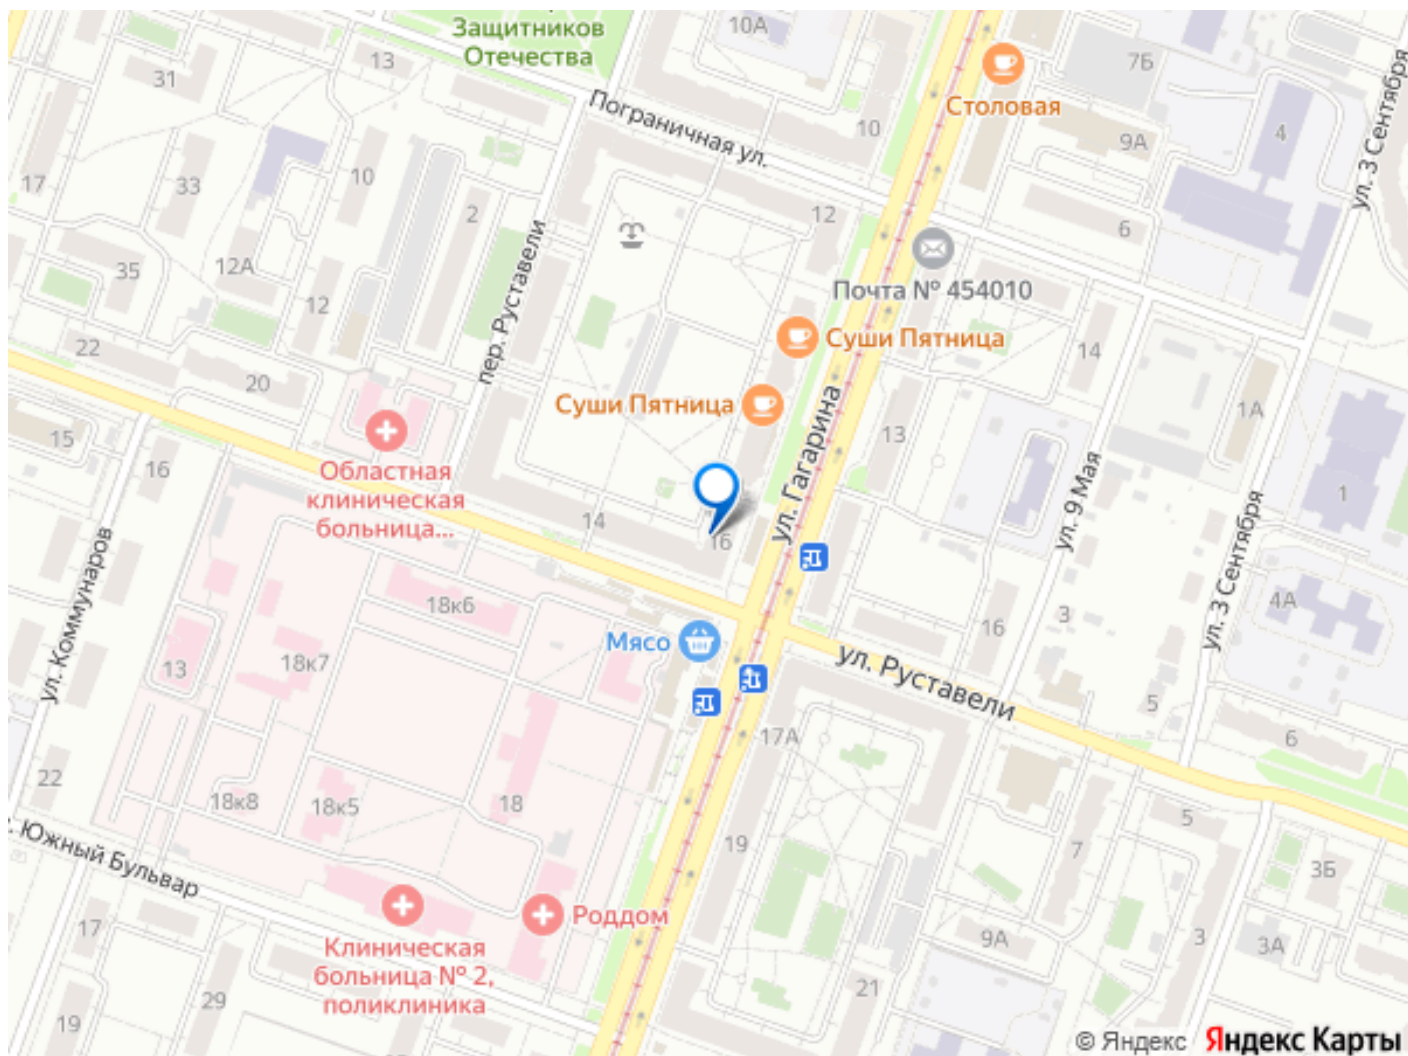 Защитников
Отечества
10А
13
31
7Б
Столовая
Пограничная ул.
10
9А
4
ул. 3 Сентября
17
33
10
2
12
6
пер. Руставели
35
12А
12
Почта № 454010
22
20
Суши Пятница
14
Суши Пятница
ул. Гагарина
1А
15
16
Областная
клиническая
больница...
13
ул. 9 Мая
1
14
16
ул. Коммунаров
ул. 3 Сентября
18к6
3
4А
16
Мясо
13
18к7
ул. Руставели
5
6
17А
22
18к8
18к5
18
5
19
7
3Б
. Южный Бульвар
17
Роддом
9А
3
3А
Клиническая
больница № 2,
поликлиника
29
21
19
© Яндекс Яндекс Карты